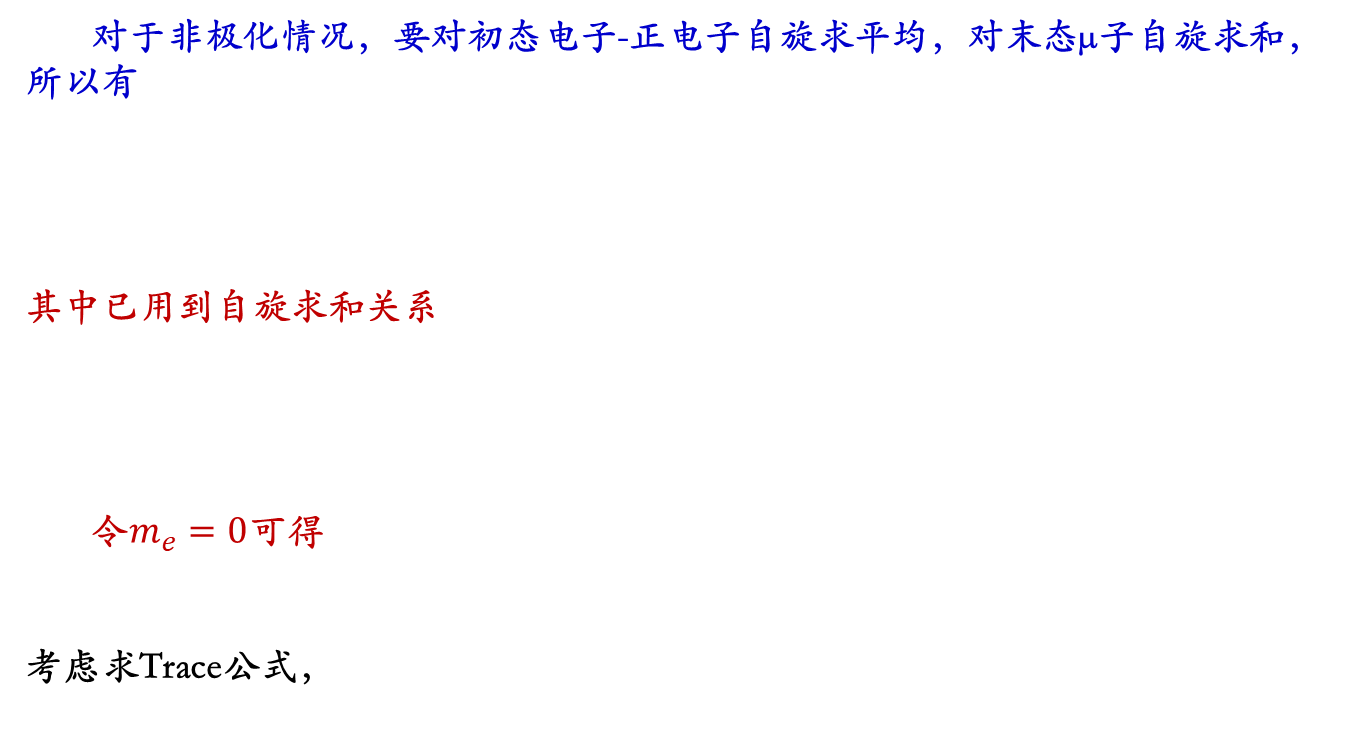 对于非极化情况，要对初态电子-正电子自旋求平均，对末态μ子自旋求和，
所以有
其中已用到自旋求和关系
令$m_e = 0$可得
考虑求Trace公式，